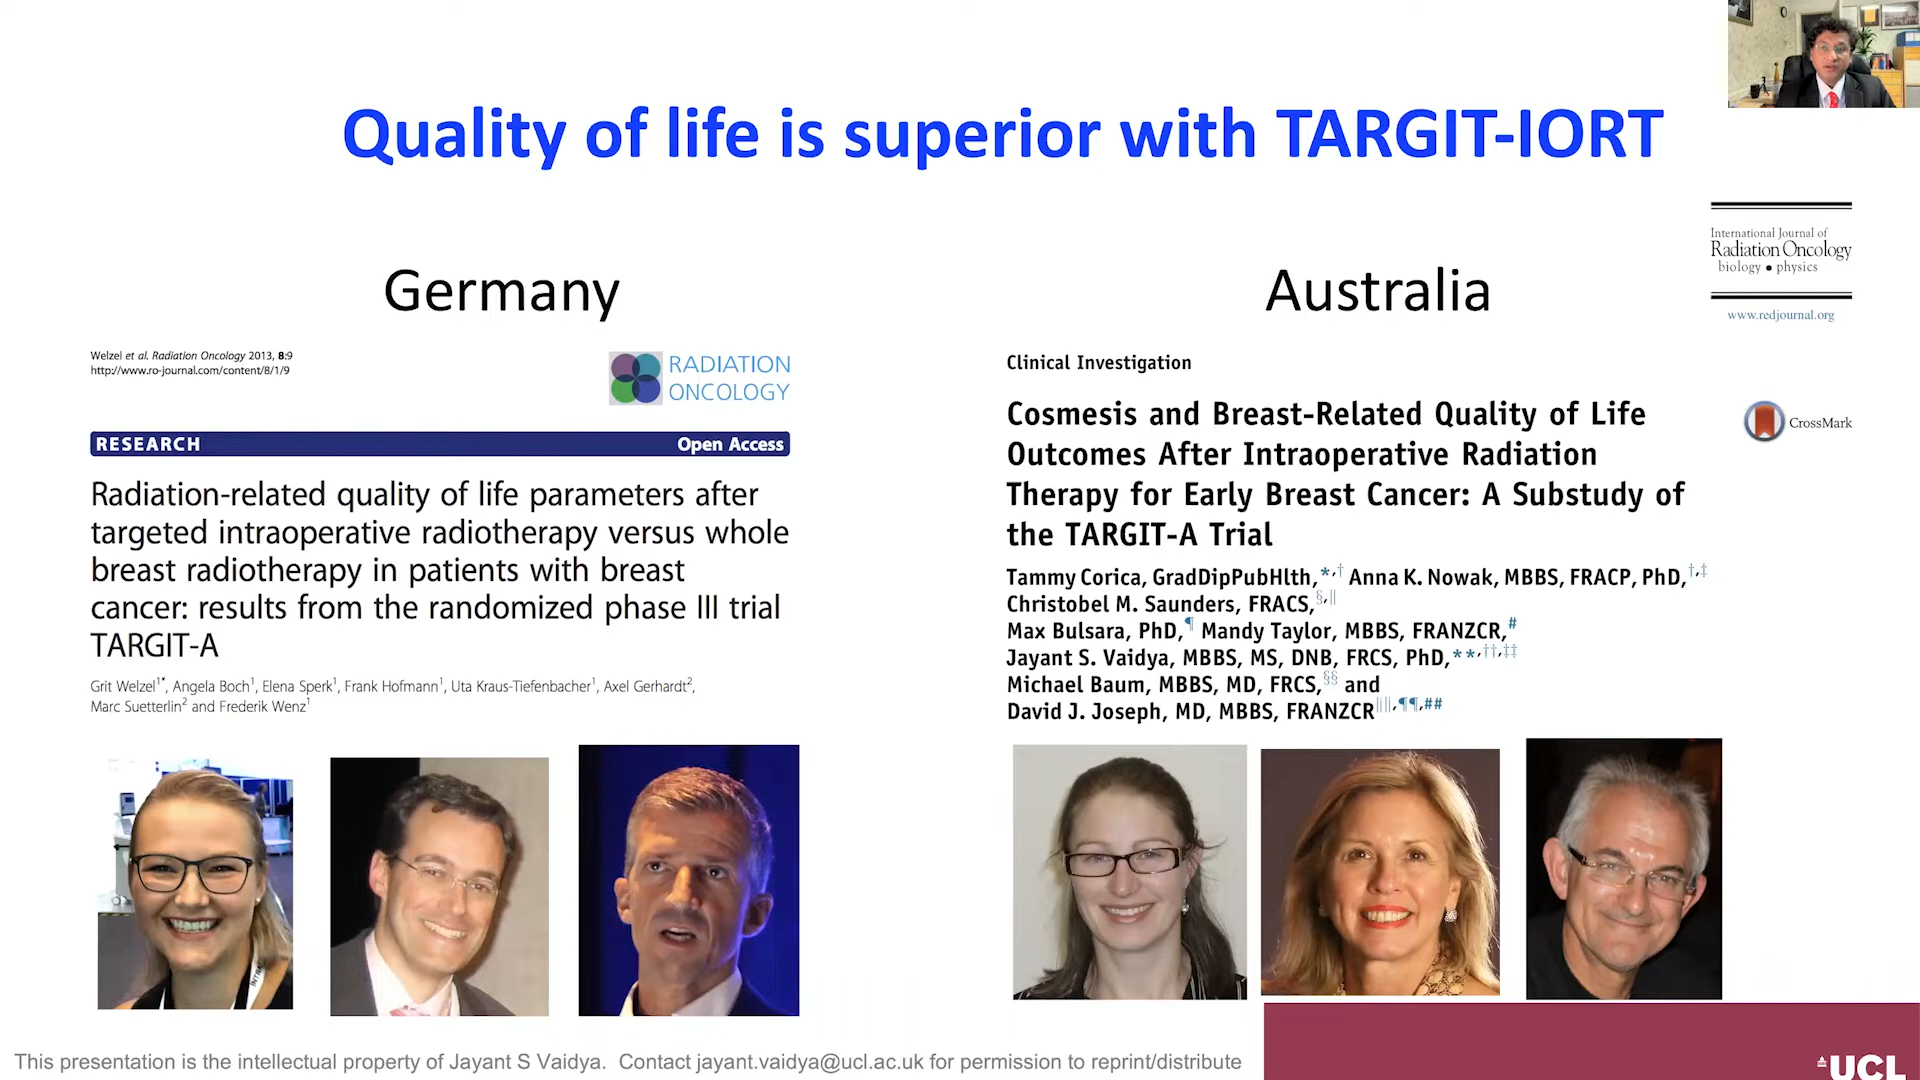 Quality of life is superior with TARGIT-IORT
Germany
Welzel et al. Radiation Oncology 2013, 8:9
http://www.ro-journal.com/content/8/1/9
RADIATION
ONCOLOGY
RESEARCH Open Access
Radiation-related quality of life parameters after
targeted intraoperative radiotherapy versus whole
breast radiotherapy in patients with breast
cancer: results from the randomized phase III trial
TARGIT-A
Grit Welzel1*, Angela Boch1, Elena Sperk1, Frank Hofmann1, Uta Kraus-Tiefenbacher1, Axel Gerhardt2,
Marc Suetterlin2 and Frederik Wenz1
Australia
International Journal of
Radiation Oncology
biology • physics
www.redjournal.org
Clinical Investigation
Cosmesis and Breast-Related Quality of Life
Outcomes After Intraoperative Radiation
Therapy for Early Breast Cancer: A Substudy of
the TARGIT-A Trial
CrossMark
Tammy Corica, GradDipPubHlth,*,† Anna K. Nowak, MBBS, FRACP, PhD,†,‡
Christobel M. Saunders, FRACS,§,‖
Max Bulsara, PhD,¶ Mandy Taylor, MBBS, FRANZCR,#
Jayant S. Vaidya, MBBS, MS, DNB, FRCS, PhD,**,††,‡‡
Michael Baum, MBBS, MD, FRCS,§§ and
David J. Joseph, MD, MBBS, FRANZCR‖‖,¶¶,##
This presentation is the intellectual property of Jayant S Vaidya. Contact jayant.vaidya@ucl.ac.uk for permission to reprint/distribute
UCL